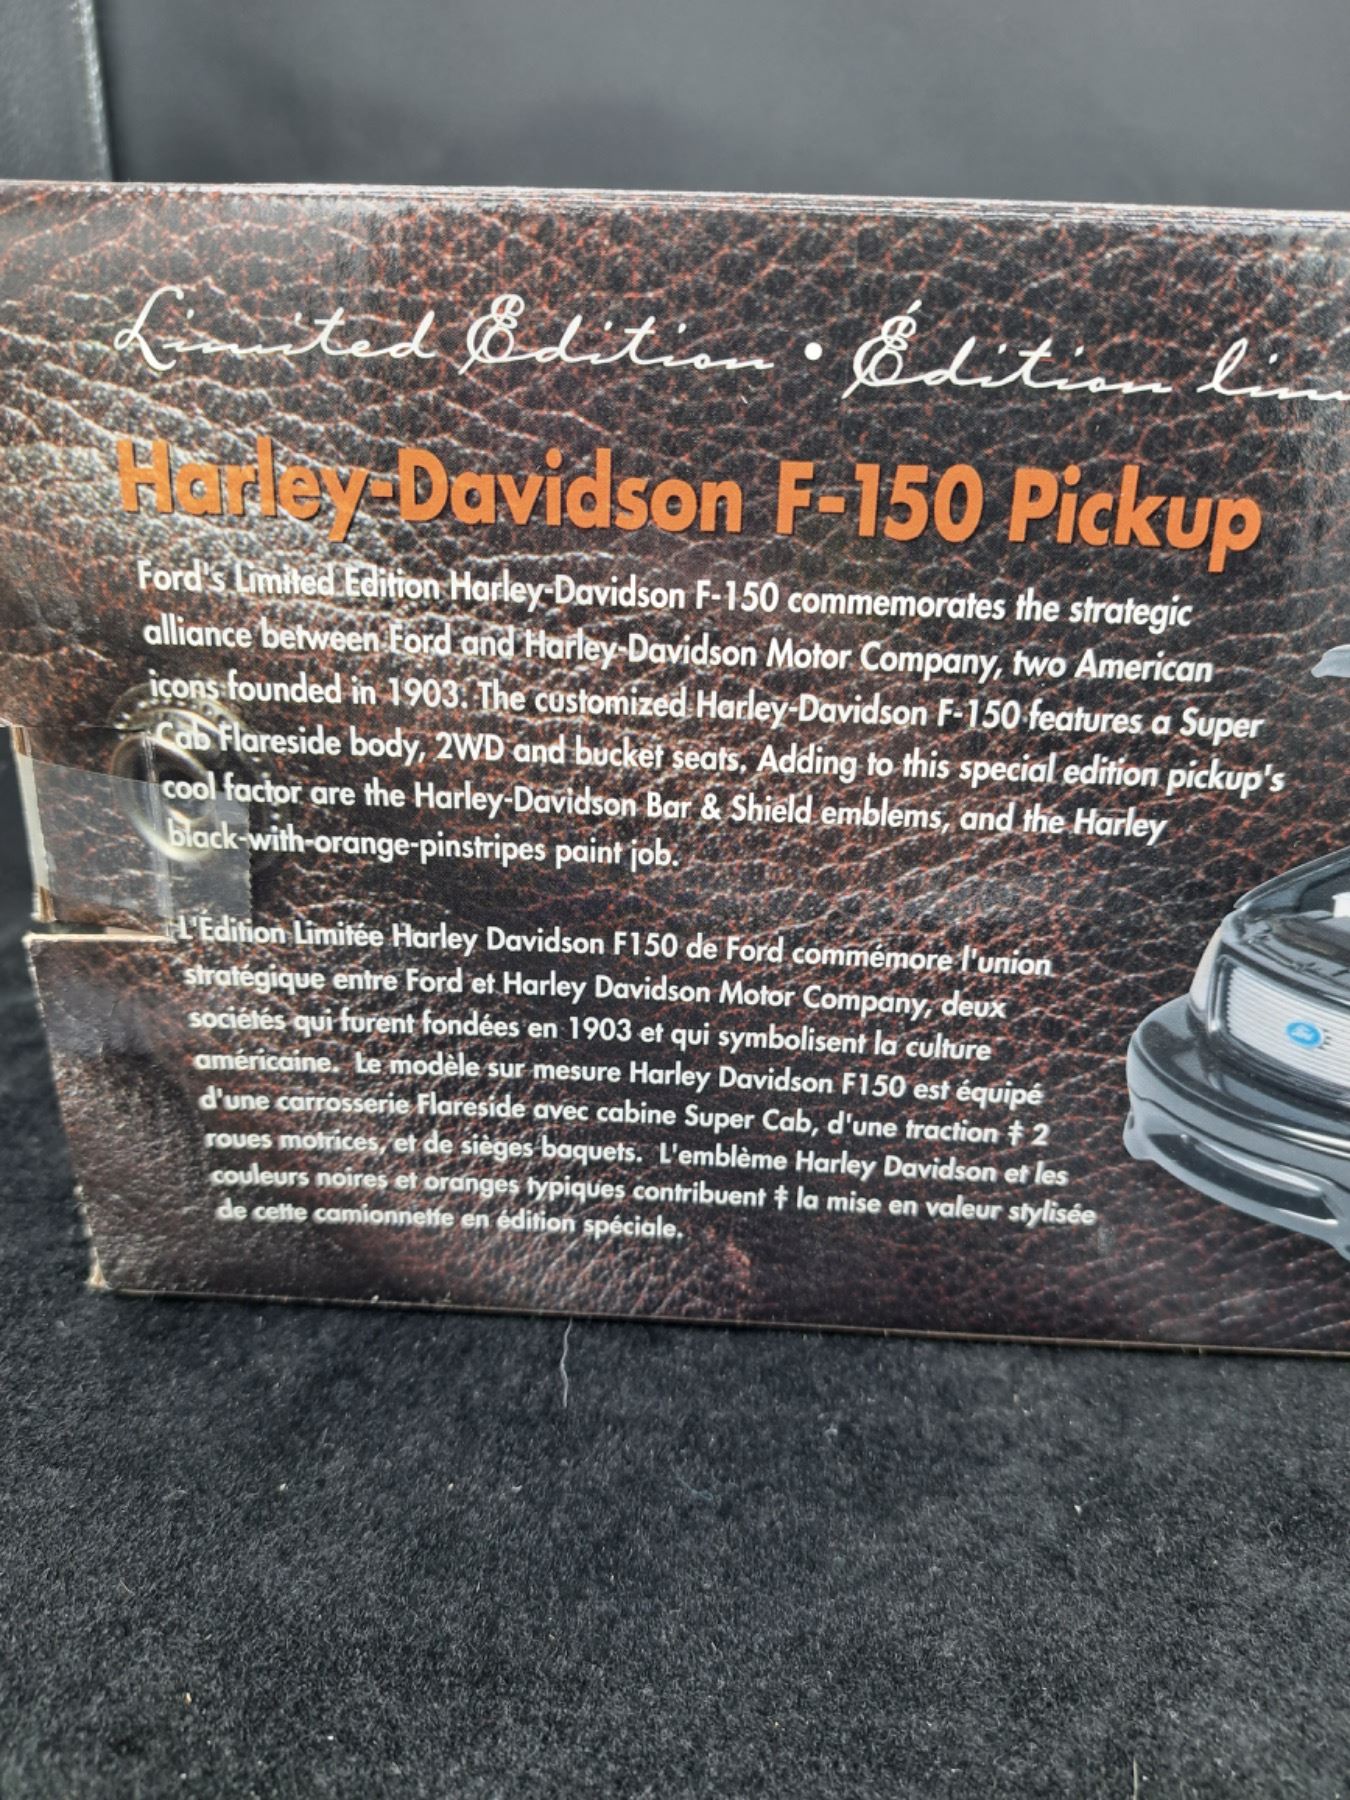 Limited Edition • Édition
Harley-Davidson F-150 Pickup
Ford's Limited Edition Harley-Davidson F-150 commemorates the strategic
alliance between Ford and Harley-Davidson Motor Company, two American
icons founded in 1903. The customized Harley-Davidson F-150 features a Super
Cab Flareside body, 2WD and bucket seats. Adding to this special edition pickup's
cool factor are the Harley-Davidson Bar & Shield emblems, and the Harley
black-with-orange-pinstripes paint job.
L'Édition Limitée Harley Davidson F150 de Ford commémore l'union
stratégique entre Ford et Harley Davidson Motor Company, deux
sociétés qui furent fondées en 1903 et qui symbolisent la culture
américaine. Le modèle sur mesure Harley Davidson F150 est équipé
d'une carrosserie Flareside avec cabine Super Cab, d'une traction ‡ 2
roues motrices, et de sièges baquets. L'emblème Harley Davidson et les
couleurs noires et oranges typiques contribuent ‡ la mise en valeur stylisée
de cette camionnette en édition spéciale.